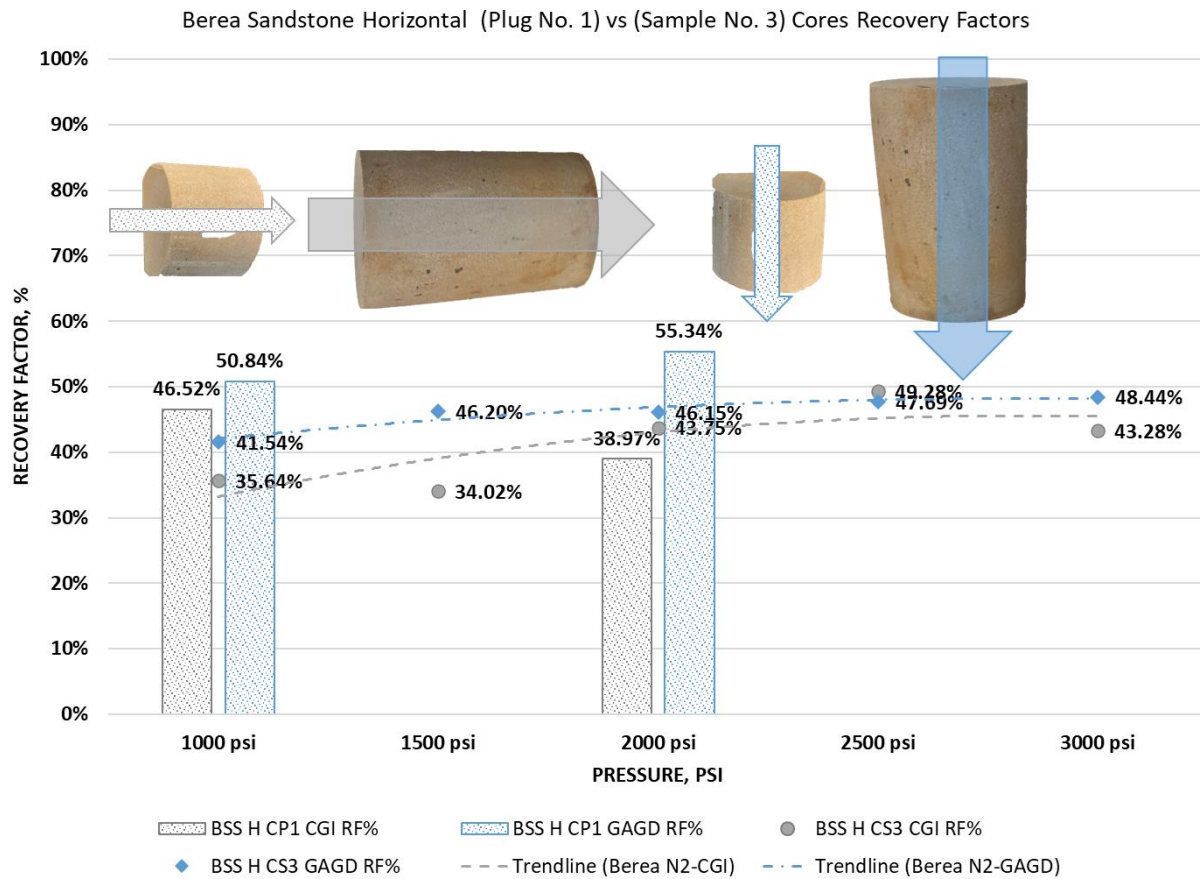 Berea Sandstone Horizontal (Plug No. 1) vs (Sample No. 3) Cores Recovery Factors
100%
90%
80%
70%
60%
50%
40%
30%
20%
10%
0%
RECOVERY FACTOR, %
46.52%
50.84%
41.54%
35.64%
46.20%
34.02%
55.34%
46.15%
43.75%
38.97%
49.28%
47.69%
48.44%
43.28%
1000 psi
1500 psi
2000 psi
2500 psi
3000 psi
PRESSURE, PSI
BSS H CP1 CGI RF%
BSS H CP1 GAGD RF%
BSS H CS3 CGI RF%
BSS H CS3 GAGD RF%
Trendline (Berea N2-CGI)
Trendline (Berea N2-GAGD)